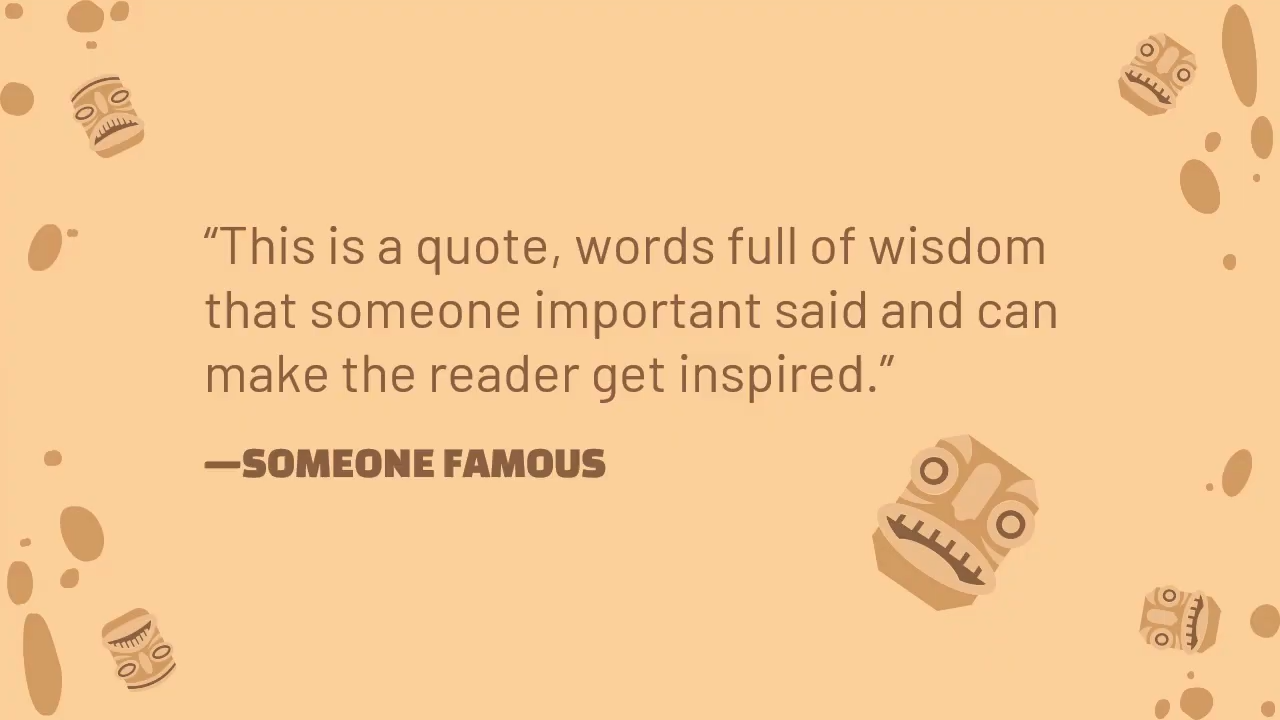 “This is a quote, words full of wisdom
that someone important said and can
make the reader get inspired.”
—SOMEONE FAMOUS